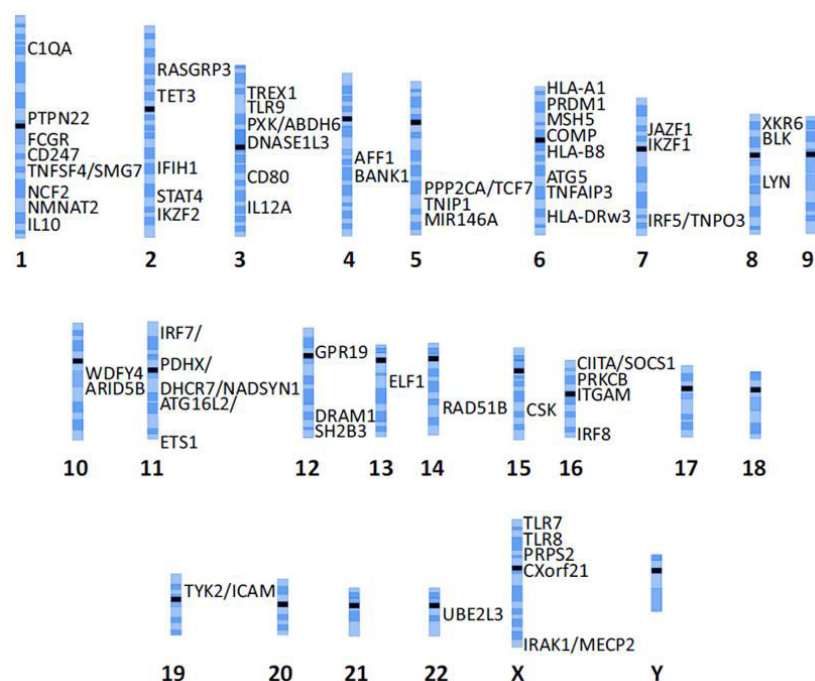 C1QA
PTPN22
FCGR
CD247
TNFSF4/SMG7
NCF2
NMNAT2
IL10
1
RASGRP3
TET3
IFIH1
STAT4
IKZF2
2
TREX1
TLR9
PXK/ABDH6
DNASE1L3
CD80
IL12A
3
AFF1
BANK1
4
PPP2CA/TCF7
TNIP1
MIR146A
5
HLA-A1
PRDM1
MSH5
COMP
HLA-B8
ATG5
TNFAIP3
HLA-DRw3
6
JAZF1
IKZF1
IRF5/TNPO3
7
XKR6
BLK
LYN
8
9
WDFY4
ARID5B
10
IRF7/
PDHX/
DHCR7/NADSYN1
ATG16L2/
ETS1
11
GPR19
DRAM1
SH2B3
12
ELF1
13
RAD51B
14
CSK
15
CIITA/SOCS1
PRKCB
ITGAM
IRF8
16
17
18
TYK2/ICAM
19
20
21
UBE2L3
22
TLR7
TLR8
PRPS2
CXorf21
IRAK1/MECP2
X
Y